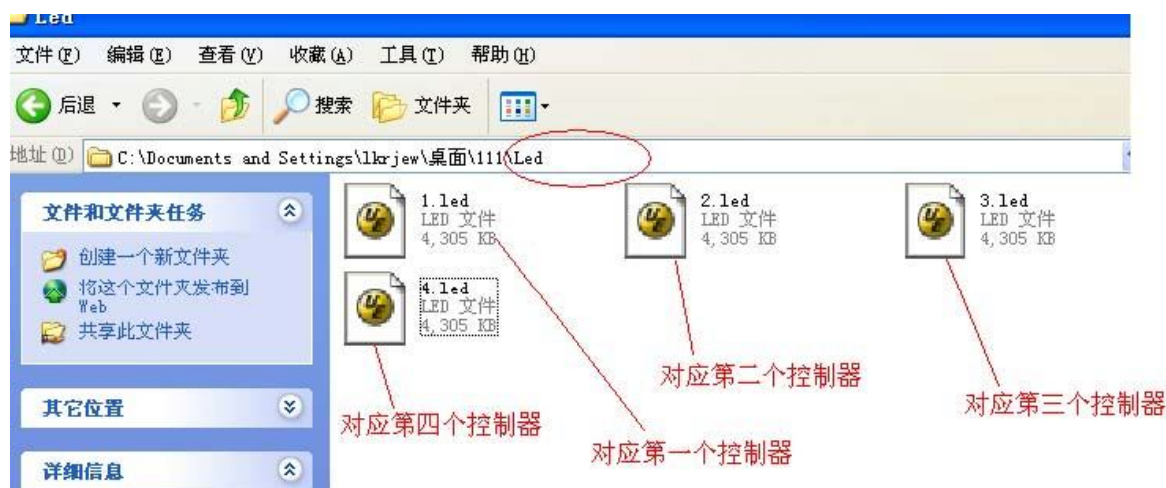 Led
文件(F) 编辑(E) 查看(V) 收藏(A) 工具(T) 帮助(H)
后退 搜索 文件夹
地址(D) C:\Documents and Settings\lkrjew\桌面\111\Led
文件和文件夹任务
创建一个新文件夹
将这个文件夹发布到
Web
共享此文件夹
其它位置
详细信息
1.led
LED 文件
4,305 KB
2.led
LED 文件
4,305 KB
3.led
LED 文件
4,305 KB
4.led
LED 文件
4,305 KB
对应第二个控制器
对应第三个控制器
对应第四个控制器
对应第一个控制器